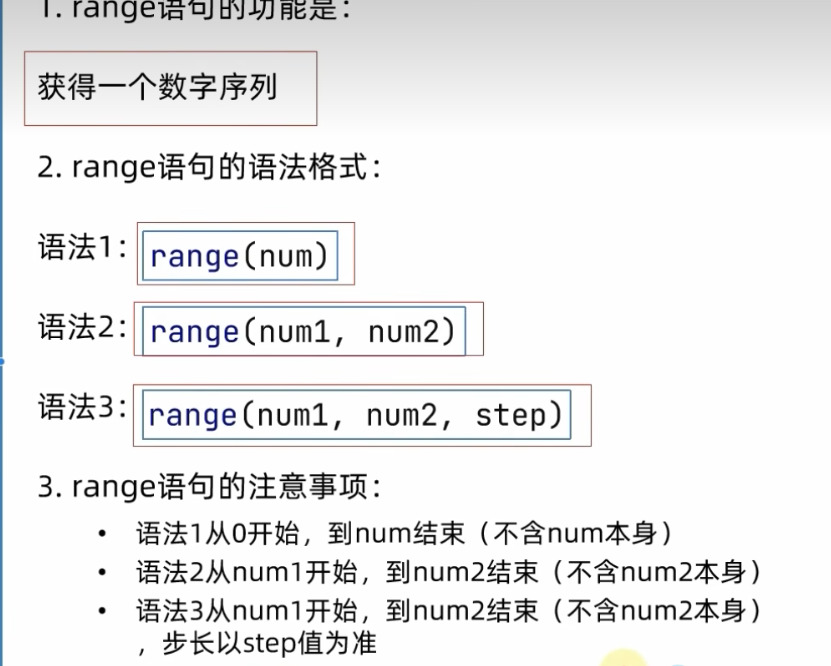 1. range语句的功能是：
获得一个数字序列
2. range语句的语法格式：
语法1： range(num)
语法2： range(num1, num2)
语法3： range(num1, num2, step)
3. range语句的注意事项：
• 语法1从0开始，到num结束（不含num本身）
• 语法2从num1开始，到num2结束（不含num2本身）
• 语法3从num1开始，到num2结束（不含num2本身）
，步长以step值为准